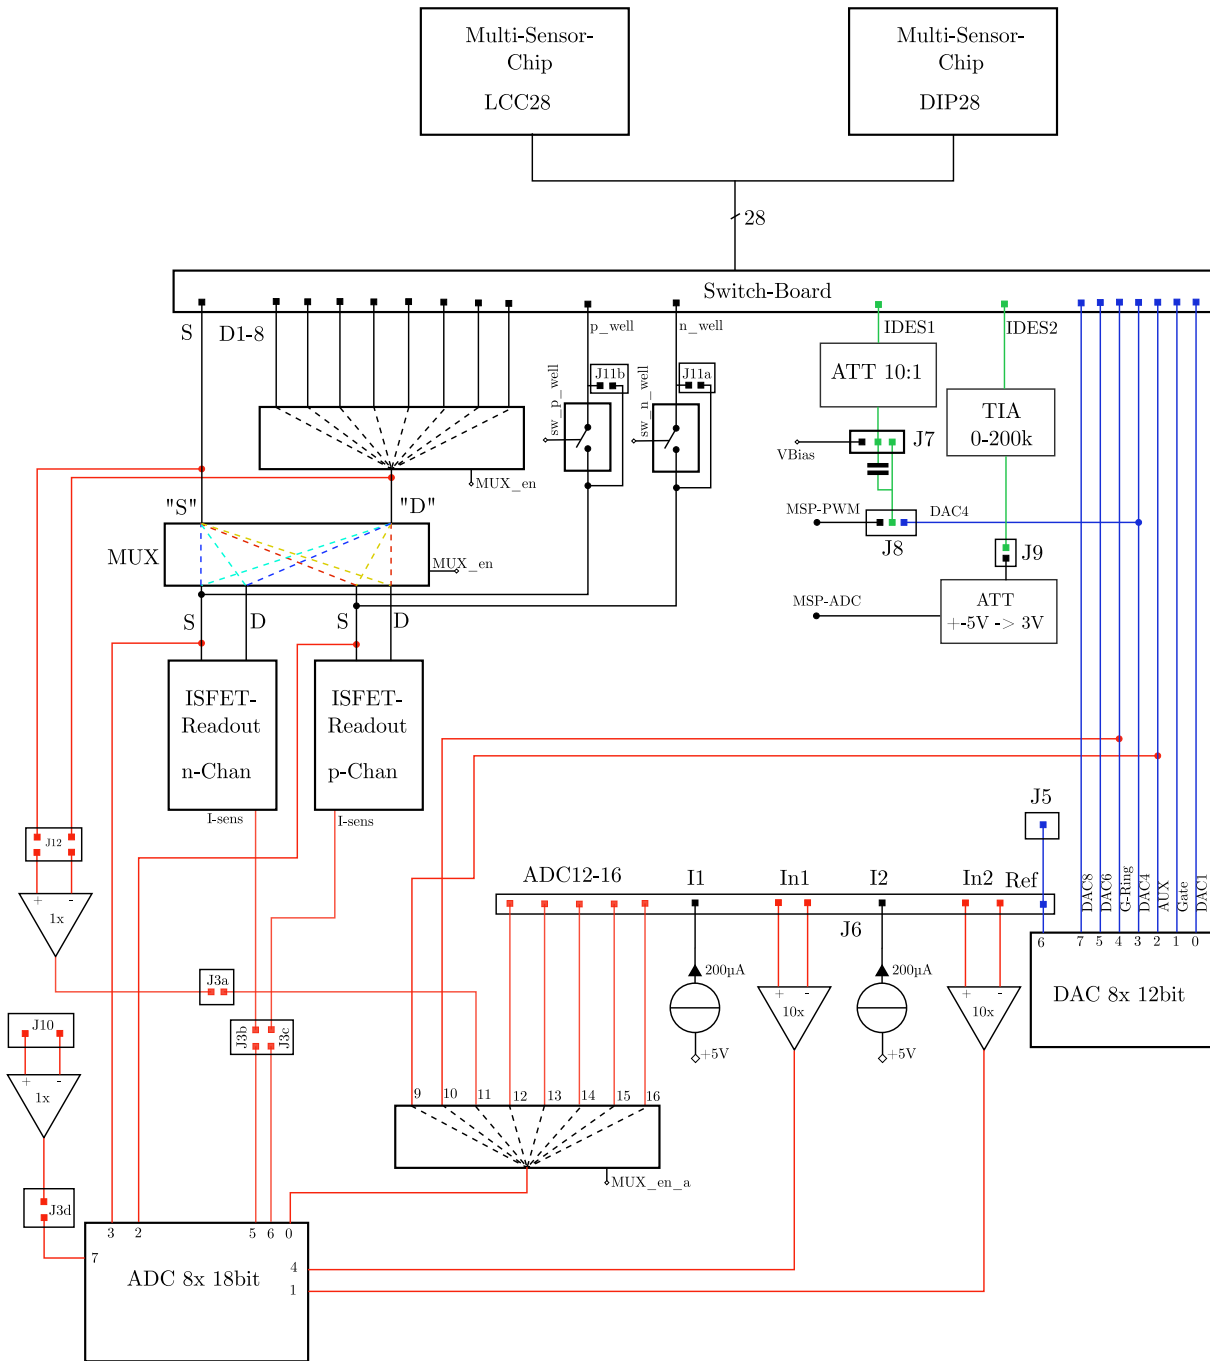 Multi-Sensor-
Chip
LCC28
Multi-Sensor-
Chip
DIP28
28
Switch-Board
S
D1-8
p_well
n_well
IDES1
IDES2
J11b
J11a
sw_p_well
sw_n_well
ATT 10:1
TIA
0-200k
J7
VBias
MUX_en
"S"
"D"
MSP-PWM
DAC4
J8
J9
MUX
MUX_en
ATT
+-5V -> 3V
MSP-ADC
S
D
S
D
ISFET-
Readout
n-Chan
ISFET-
Readout
p-Chan
I-sens
I-sens
J5
J12
ADC12-16
I1
In1
I2
In2
Ref
J6
DAC8
DAC6
G-Ring
DAC4
AUX
Gate
DAC1
+ -
1x
6
7
5
4
3
2
1
0
DAC 8x 12bit
J3a
200µA
+ -
10x
200µA
+ -
10x
J10
J3b
J3c
+5V
+5V
+ -
1x
9
10
11
12
13
14
15
16
MUX_en_a
J3d
3
2
5
6
0
7
4
1
ADC 8x 18bit